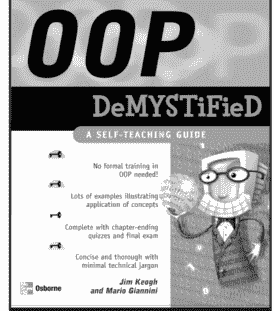 OOP
DeMYSTiFieD
A SELF-TEACHING GUIDE
No formal training in
OOP needed!
Lots of examples illustrating
application of concepts
Complete with chapter-ending
quizzes and final exam
Concise and thorough with
minimal technical jargon
Jim Keogh
and Mario Giannini
Osborne